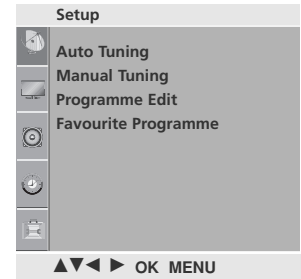 Setup
Auto Tuning
Manual Tuning
Programme Edit
Favourite Programme
▲▼◄ ► OK MENU